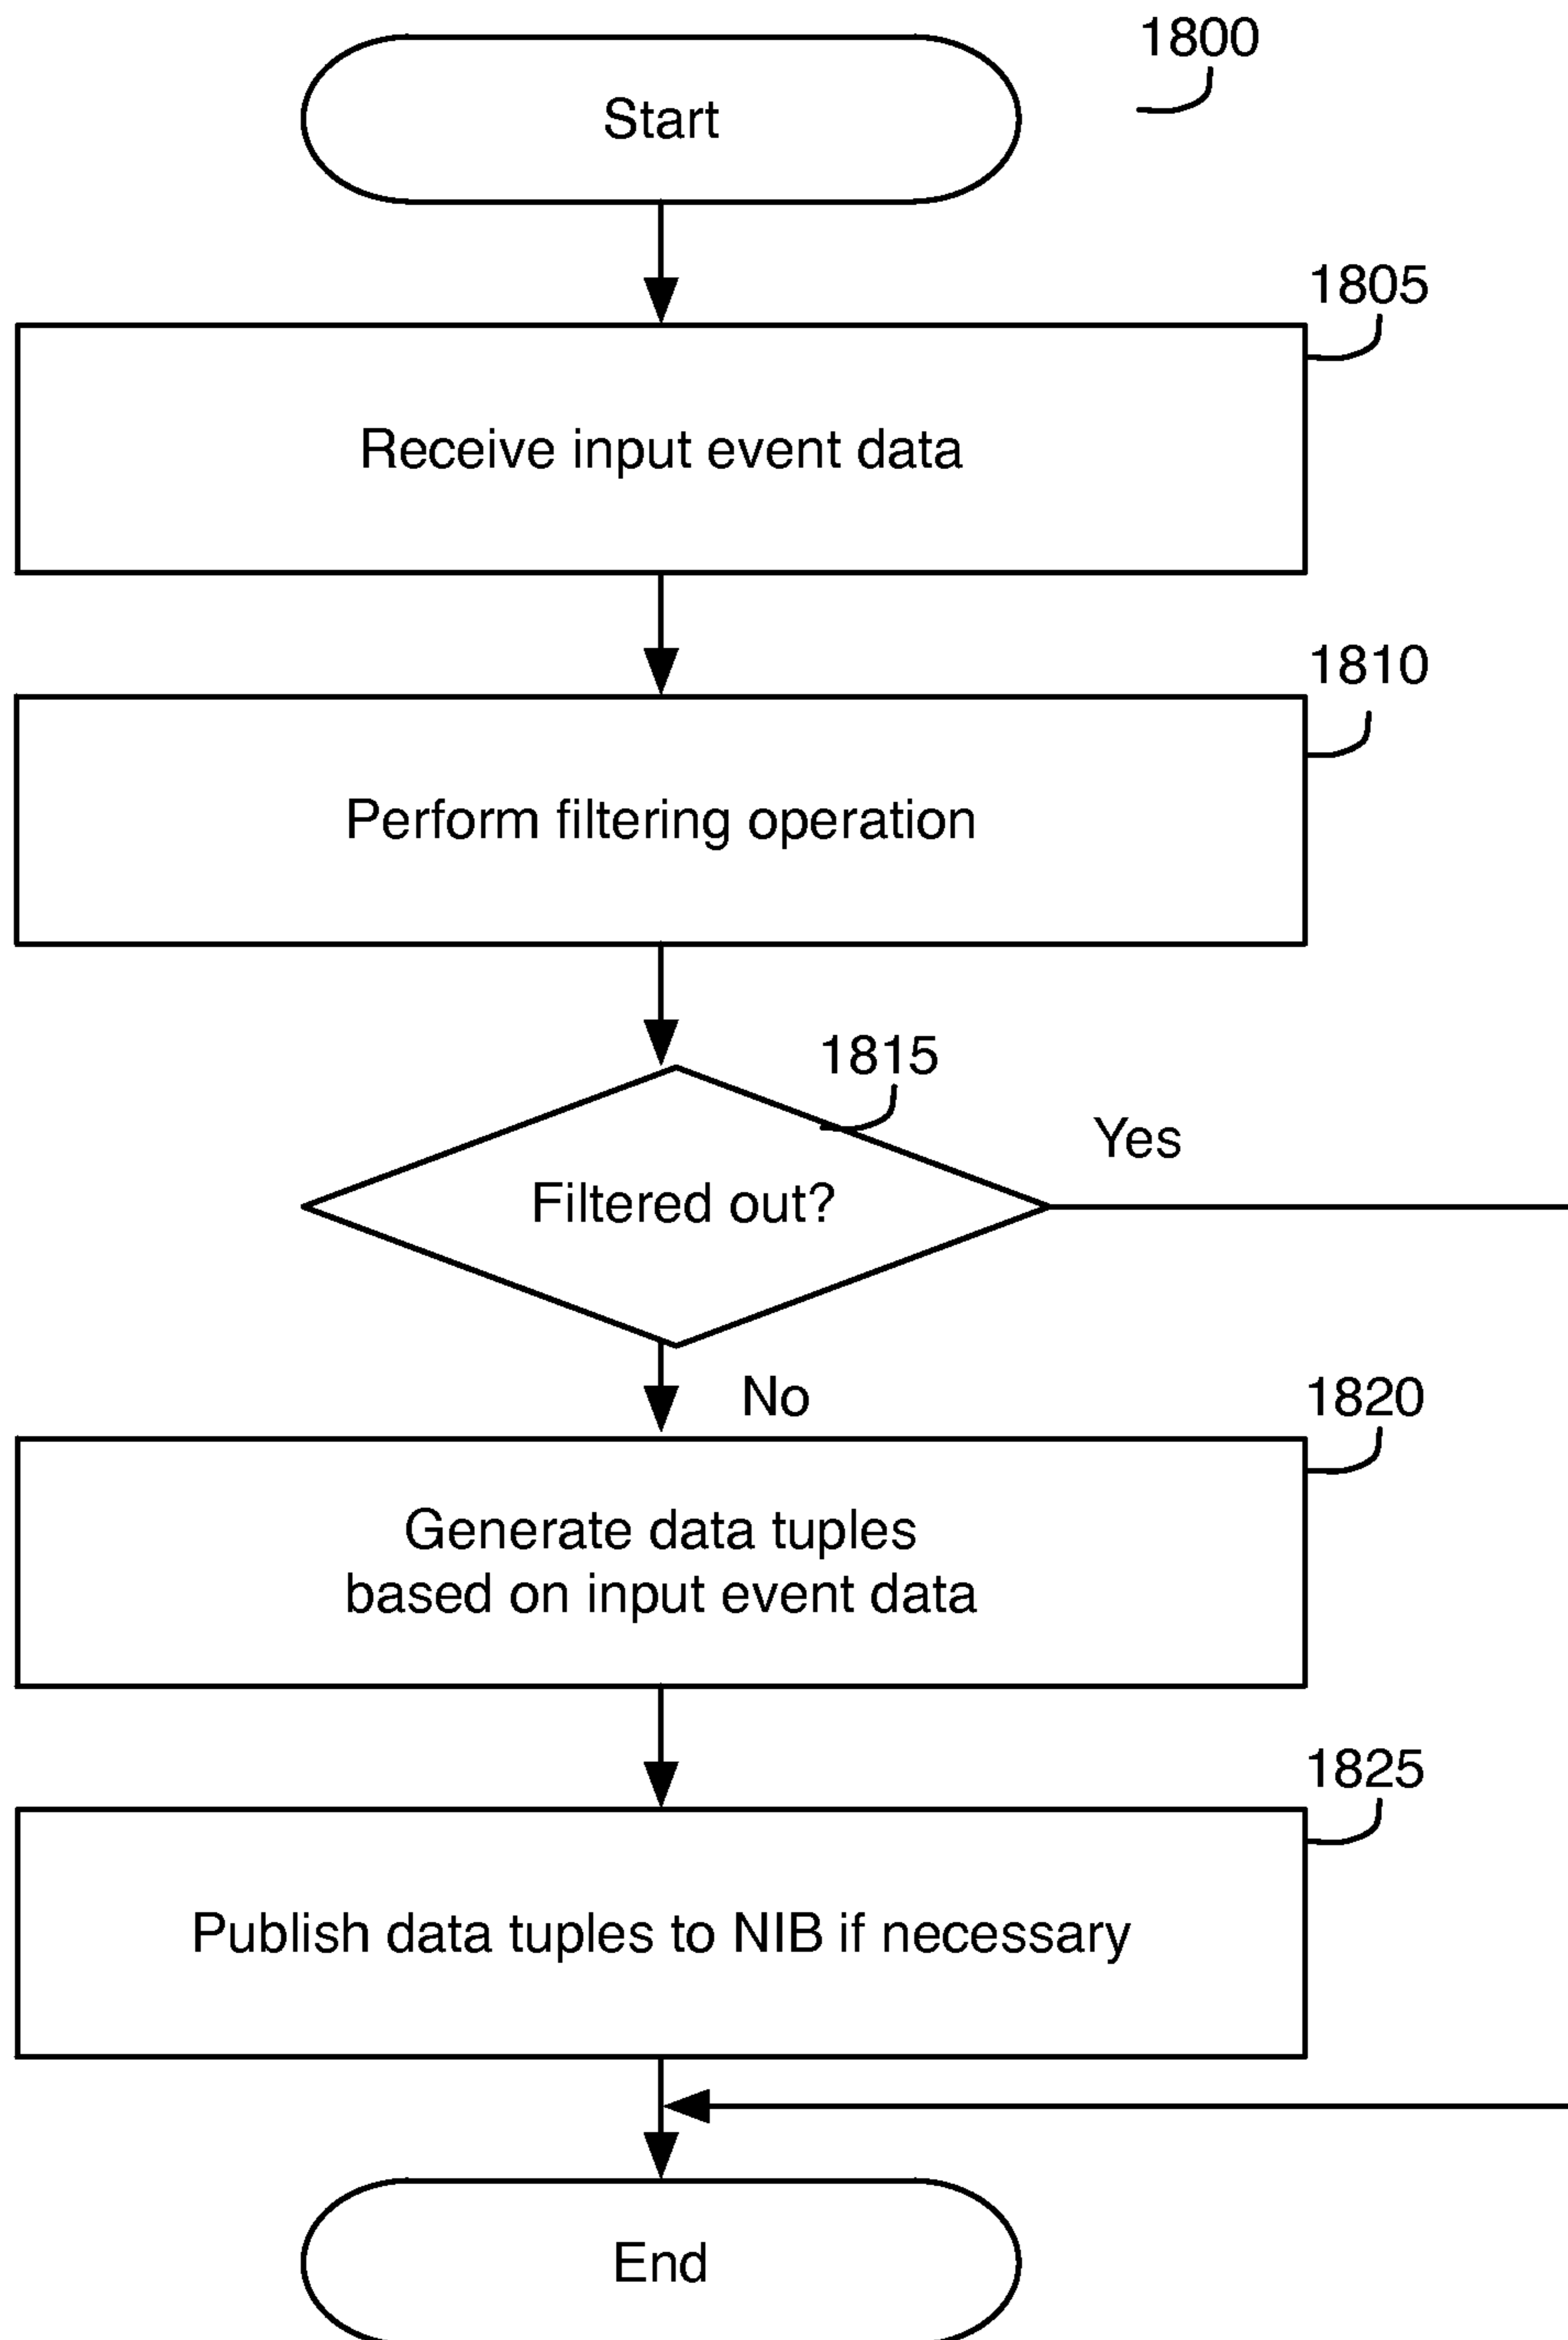 1800
Start
1805
Receive input event data
1810
Perform filtering operation
1815
Yes
Filtered out?
No
1820
Generate data tuples
based on input event data
1825
Publish data tuples to NIB if necessary
End